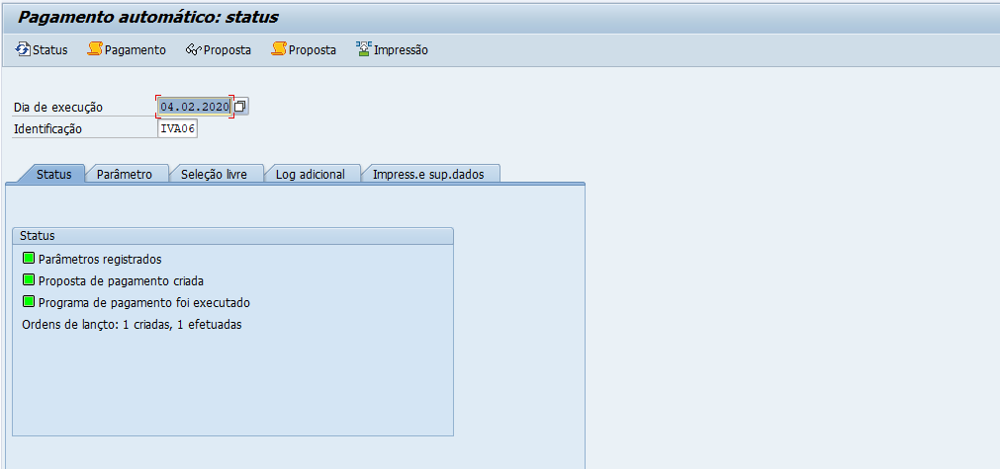 Pagamento automático: status
Status Pagamento Proposta Proposta Impressão
Dia de execução 04.02.2020
Identificação IVA06
Status Parâmetro Seleção livre Log adicional Impress.e sup.dados
Status
Parâmetros registrados
Proposta de pagamento criada
Programa de pagamento foi executado
Ordens de lançto: 1 criadas, 1 efetuadas